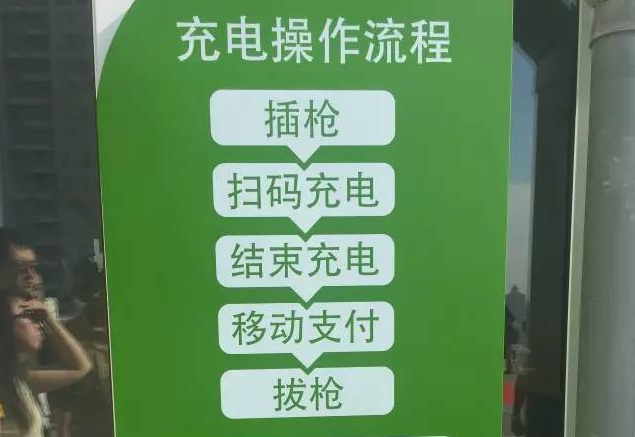 充电操作流程
插枪
扫码充电
结束充电
移动支付
拔枪